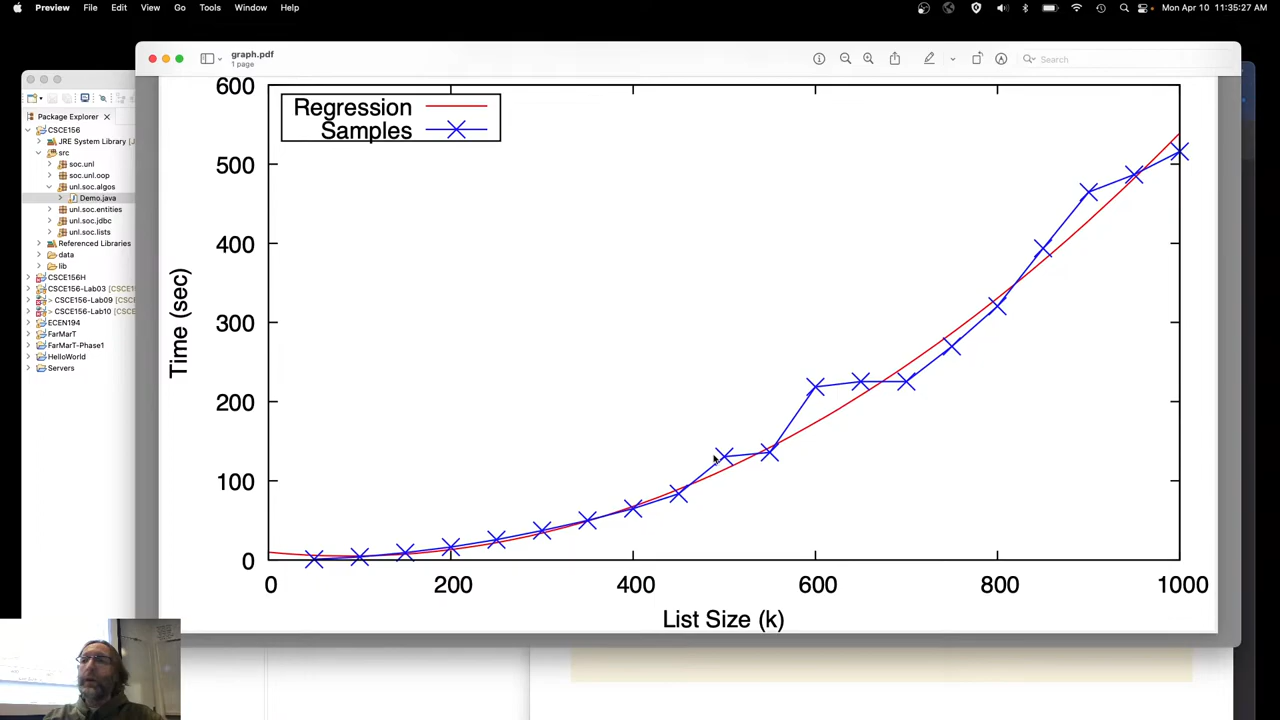 Preview File Edit View Go Tools Window Help
Mon Apr 10 11:35:27 AM
graph.pdf
1 page
Search
Package Explorer
CSCE156
JRE System Library [J
src
soc.unl
soc.unl.oop
unl.soc.algos
Demo.java
unl.soc.entities
unl.soc.jdbc
unl.soc.lists
Referenced Libraries
data
lib
CSCE156H
CSCE156-Lab03 [CSCE15
> CSCE156-Lab09 [CSCE
> CSCE156-Lab10 [CSCE
ECEN194
FarMarT
FarMarT-Phase1
HelloWorld
Servers
Regression
Samples
600
500
400
300
200
100
0
Time (sec)
0 200 400 600 800 1000
List Size (k)